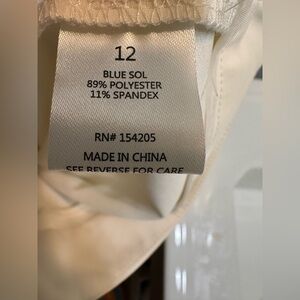 12
BLUE SOL
89% POLYESTER
11% SPANDEX
RN# 154205
MADE IN CHINA
SEE REVERSE FOR CARE